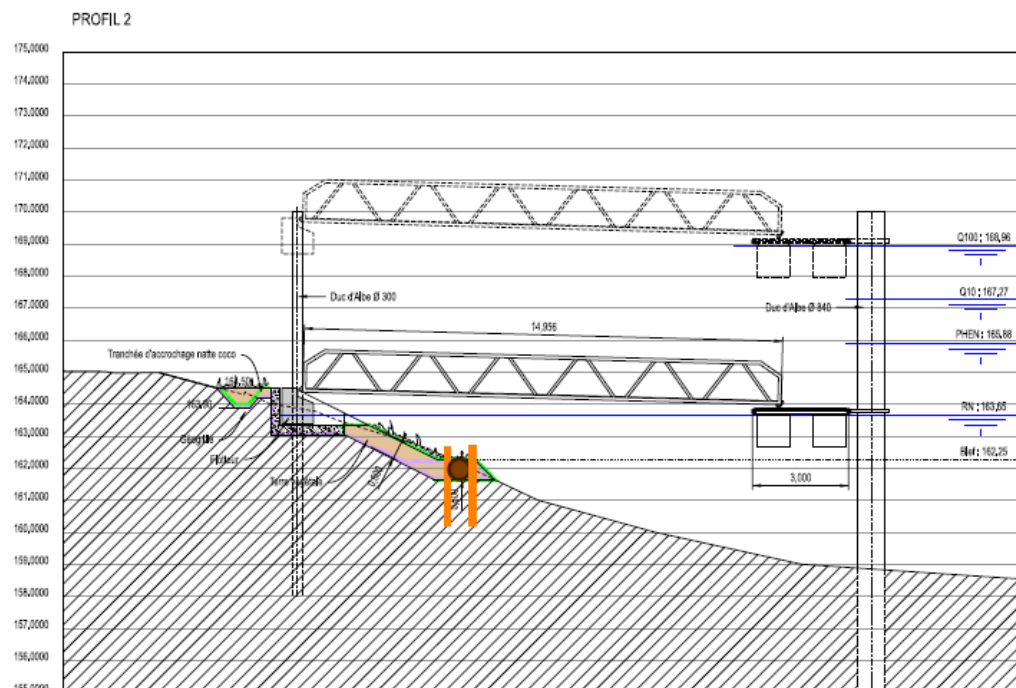 PROFIL 2
175,0000
174,0000
173,0000
172,0000
171,0000
170,0000
169,0000
168,0000
167,0000
166,0000
165,0000
164,0000
163,0000
162,0000
161,0000
160,0000
159,0000
158,0000
157,0000
156,0000
155,0000
Q100: 168,96
Q10: 167,27
Duc d'Albe Ø 300
Duc d'Albe Ø 840
14,956
PHEN: 165,88
Tranchée d'accrochage natte coco
RN: 163,65
Géogrille
Bief: 162,25
Terre végétale
3,000